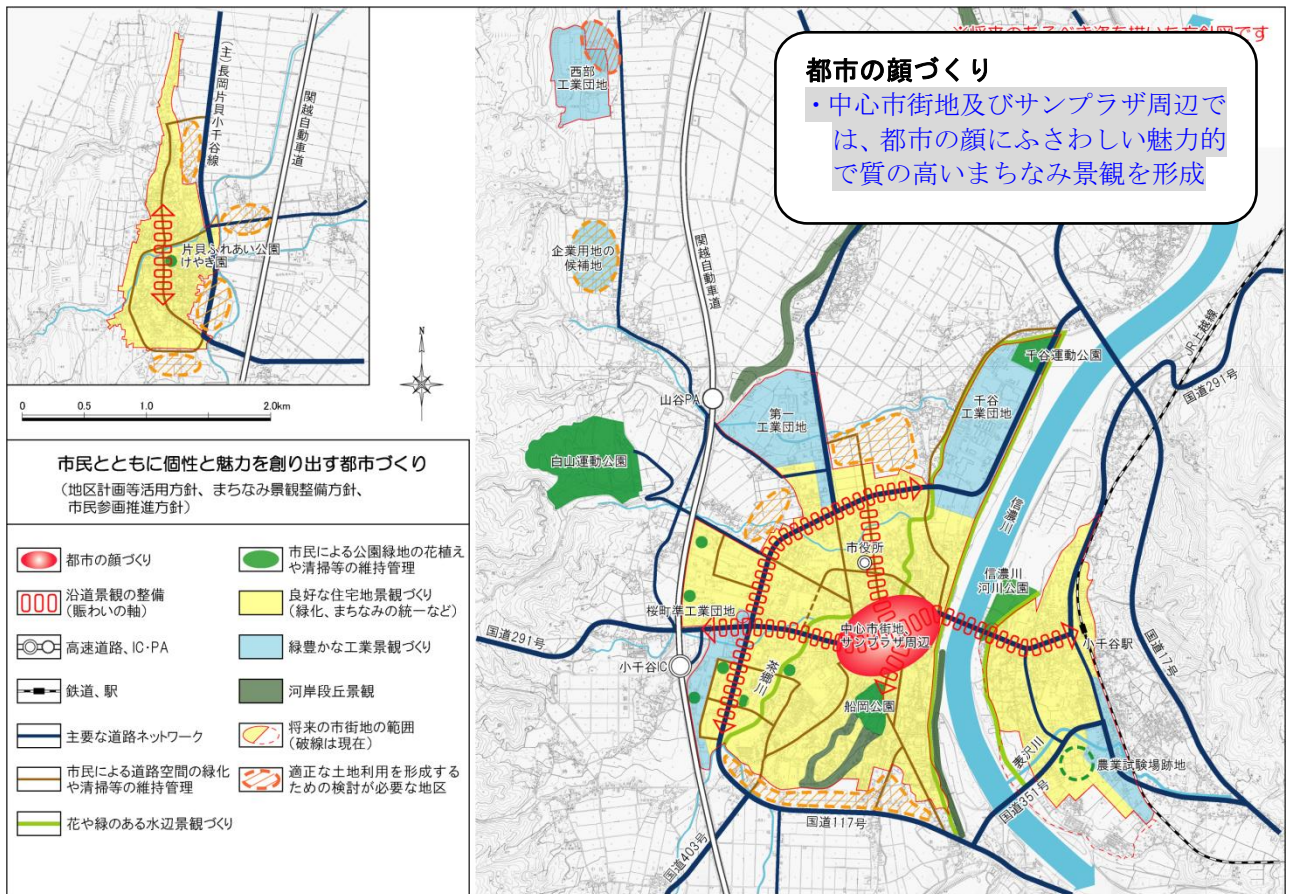 (主)長岡片貝小千谷線
関越自動車道
片貝ふれあい公園
けやき園
N
0 0.5 1.0 2.0km
市民とともに個性と魅力を創り出す都市づくり
(地区計画等活用方針、まちなみ景観整備方針、
市民参画推進方針)
都市の顔づくり
沿道景観の整備
(賑わいの軸)
高速道路、IC・PA
鉄道、駅
主要な道路ネットワーク
市民による道路空間の緑化
や清掃等の維持管理
花や緑のある水辺景観づくり
市民による公園緑地の花植え
や清掃等の維持管理
良好な住宅地景観づくり
(緑化、まちなみの統一など)
緑豊かな工業景観づくり
河岸段丘景観
将来の市街地の範囲
(破線は現在)
適正な土地利用を形成する
ための検討が必要な地区
都市の顔づくり
・中心市街地及びサンプラザ周辺で
は、都市の顔にふさわしい魅力的
で質の高いまちなみ景観を形成
西部
工業団地
企業用地の
候補地
関越自動車道
山谷PA
第一
工業団地
千谷
工業団地
千谷運動公園
JR上越線
国道291号
白山運動公園
信濃川
市役所
信濃川
河川公園
桜町準工業団地
国道291号
中心市街地、
サンプラザ周辺
小千谷駅
国道17号
小千谷IC
茶郷川
船岡公園
表沢川
農業試験場跡地
国道351号
国道117号
国道403号